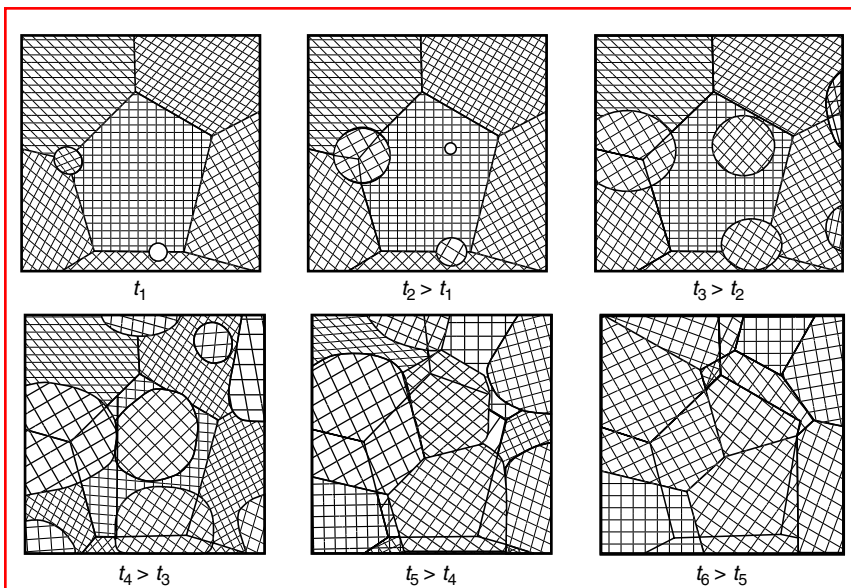 t₁
t₂ > t₁
t₃ > t₂
t₄ > t₃
t₅ > t₄
t₆ > t₅